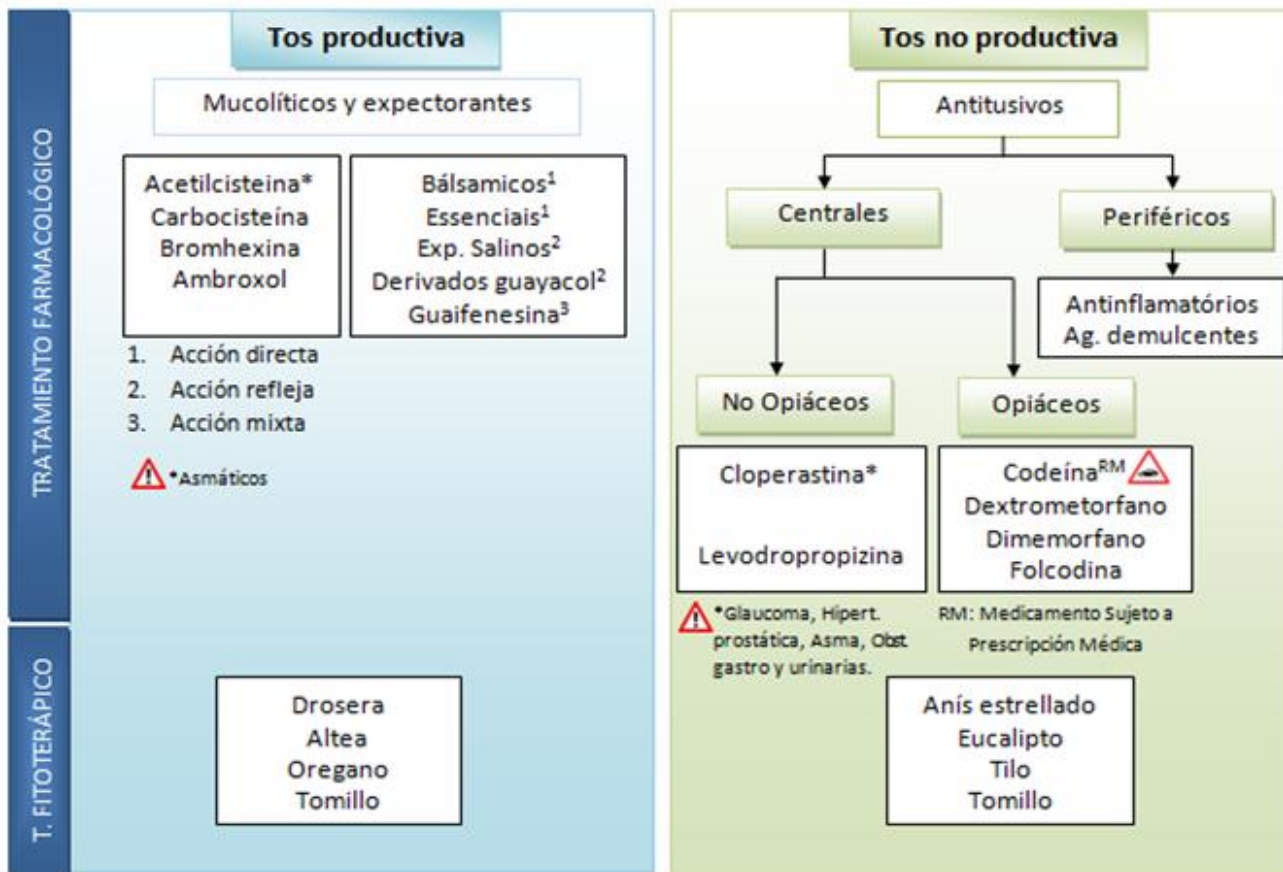 TRATAMIENTO FARMACOLÓGICO
Tos productiva
Mucolíticos y expectorantes
Acetilcisteina*
Carbocisteína
Bromhexina
Ambroxol
Bálsamicos¹
Essenciais¹
Exp. Salinos²
Derivados guayacol²
Guaifenesina³
1. Acción directa
2. Acción refleja
3. Acción mixta
*Asmáticos
Tos no productiva
Antitusivos
Centrales
Periféricos
Antinflamatórios
Ag. demulcentes
No Opiáceos
Opiáceos
Cloperastina*
Levodropropizina
Codeínaᴿᴹ
Dextrometorfano
Dimemorfano
Folcodina
*Glaucoma, Hipert.
prostática, Asma, Obst.
gastro y urinarias.
RM: Medicamento Sujeto a
Prescripción Médica
T. FITOTERÁPICO
Drosera
Altea
Oregano
Tomillo
Anís estrellado
Eucalipto
Tilo
Tomillo